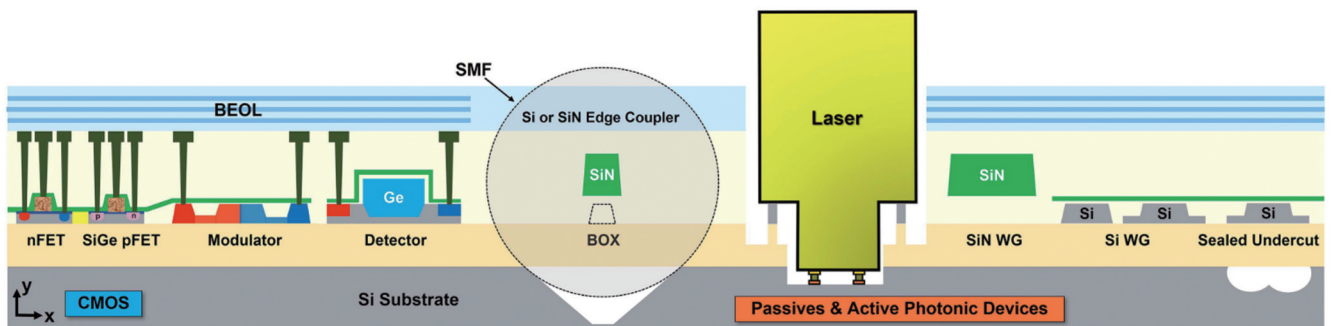 SMF
BEOL
Si or SiN Edge Coupler
Laser
SiN
SiN
Ge
p
n
Si
Si
Si
nFET
SiGe pFET
Modulator
Detector
BOX
SiN WG
Si WG
Sealed Undercut
y
x
CMOS
Si Substrate
Passives & Active Photonic Devices